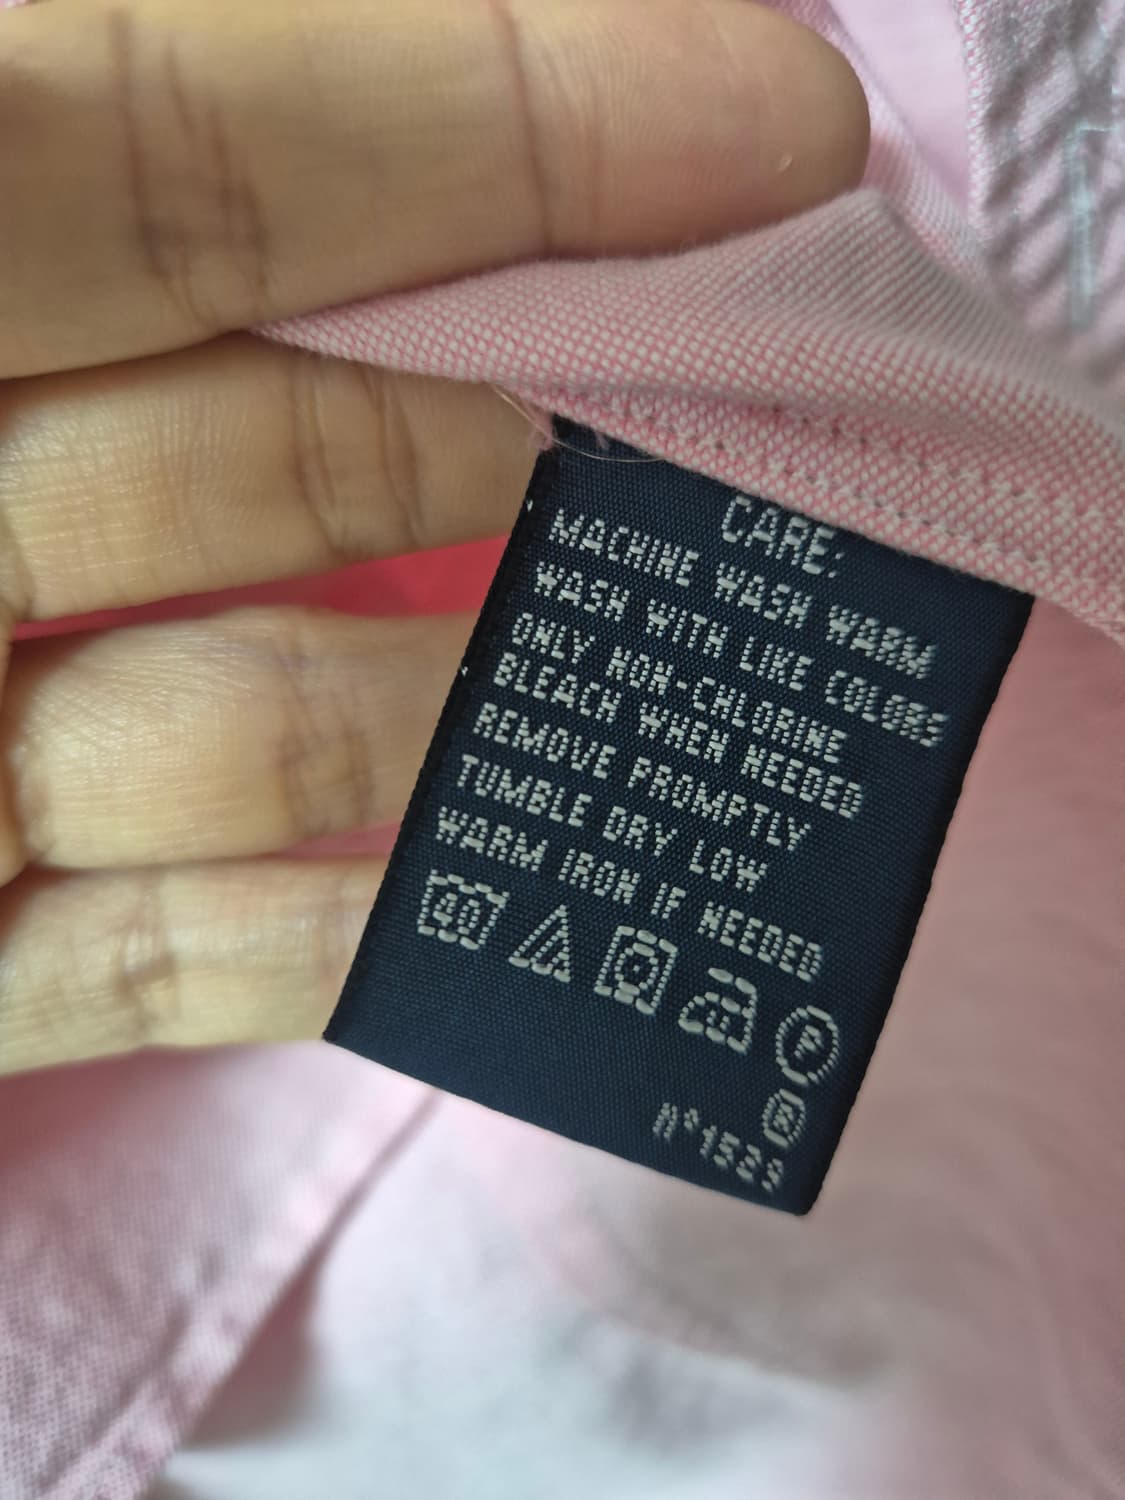 CARE:
MACHINE WASH WARM
WASH WITH LIKE COLORS
ONLY NON-CHLORINE
BLEACH WHEN NEEDED
REMOVE PROMPTLY
TUMBLE DRY LOW
WARM IRON IF NEEDED
40 P
N°1529